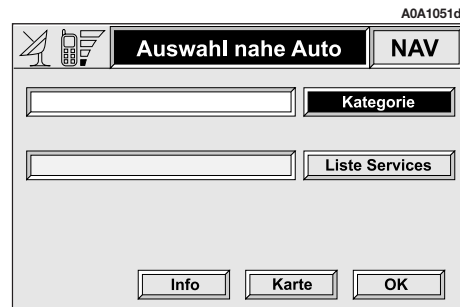 A0A1051d
Auswahl nahe Auto NAV
Kategorie
Liste Services
Info Karte OK